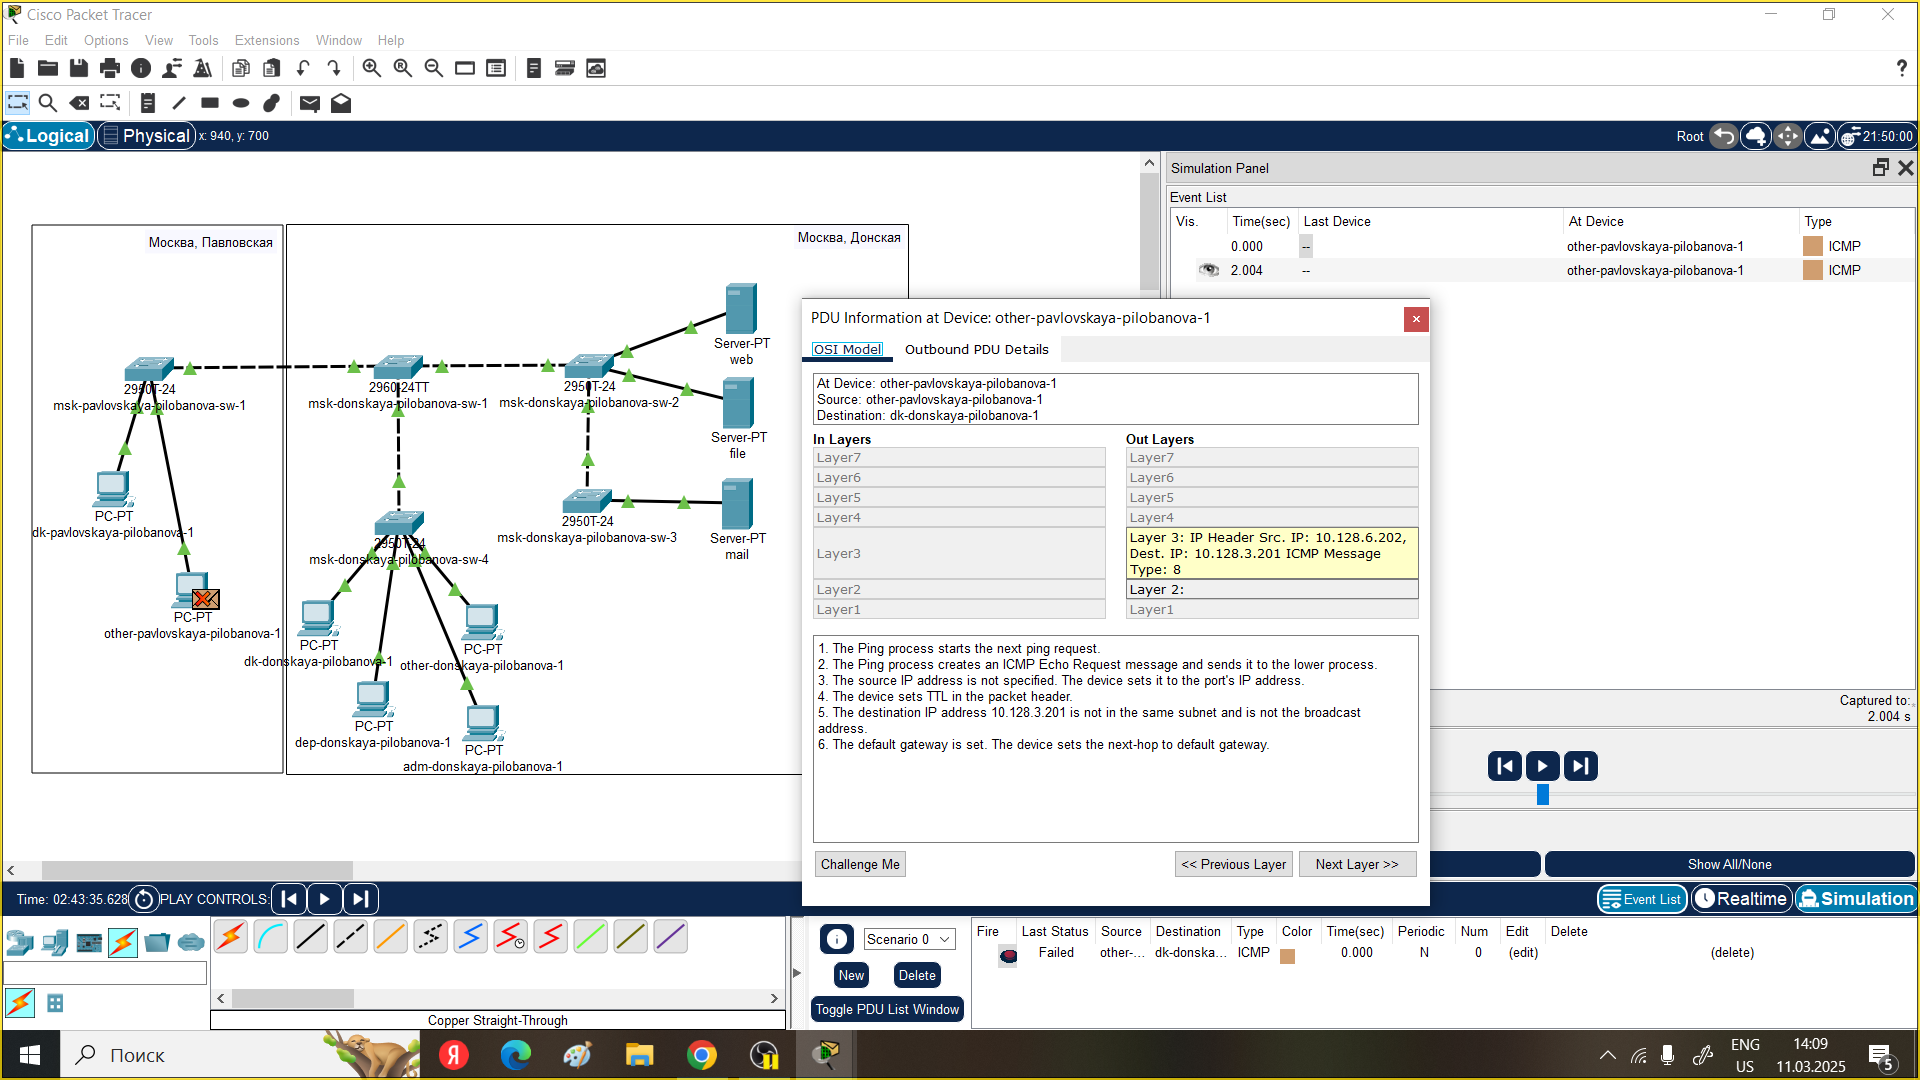 Cisco Packet Tracer
File Edit Options View Tools Extensions Window Help
?
Logical Physical x: 940, y: 700 Root 21:50:00
Simulation Panel
Event List
Vis. Time(sec) Last Device At Device Type
0.000 -- other-pavlovskaya-pilobanova-1 ICMP
2.004 -- other-pavlovskaya-pilobanova-1 ICMP
Москва, Павловская
Москва, Донская
Server-PT
web
2950T-24
msk-pavlovskaya-pilobanova-sw-1
2960-24TT
msk-donskaya-pilobanova-sw-1
2950T-24
msk-donskaya-pilobanova-sw-2
Server-PT
file
PC-PT
dk-pavlovskaya-pilobanova-1
2950T-24
msk-donskaya-pilobanova-sw-3
Server-PT
mail
2950T-24
msk-donskaya-pilobanova-sw-4
PC-PT
other-pavlovskaya-pilobanova-1
PC-PT
dk-donskaya-pilobanova-1
PC-PT
other-donskaya-pilobanova-1
PC-PT
dep-donskaya-pilobanova-1
PC-PT
adm-donskaya-pilobanova-1
PDU Information at Device: other-pavlovskaya-pilobanova-1
OSI Model Outbound PDU Details
At Device: other-pavlovskaya-pilobanova-1
Source: other-pavlovskaya-pilobanova-1
Destination: dk-donskaya-pilobanova-1
In Layers Out Layers
Layer7 Layer7
Layer6 Layer6
Layer5 Layer5
Layer4 Layer4
Layer3 Layer 3: IP Header Src. IP: 10.128.6.202,
Dest. IP: 10.128.3.201 ICMP Message
Type: 8
Layer2 Layer 2:
Layer1 Layer1
1. The Ping process starts the next ping request.
2. The Ping process creates an ICMP Echo Request message and sends it to the lower process.
3. The source IP address is not specified. The device sets it to the port's IP address.
4. The device sets TTL in the packet header.
5. The destination IP address 10.128.3.201 is not in the same subnet and is not the broadcast
address.
6. The default gateway is set. The device sets the next-hop to default gateway.
Challenge Me << Previous Layer Next Layer >>
Captured to:
2.004 s
Show All/None
Time: 02:43:35.628 PLAY CONTROLS: Event List Realtime Simulation
Scenario 0
New Delete
Toggle PDU List Window
Fire Last Status Source Destination Type Color Time(sec) Periodic Num Edit Delete
Failed other-... dk-donska... ICMP 0.000 N 0 (edit) (delete)
Copper Straight-Through
Поиск
Я
ENG
US
14:09
11.03.2025
5